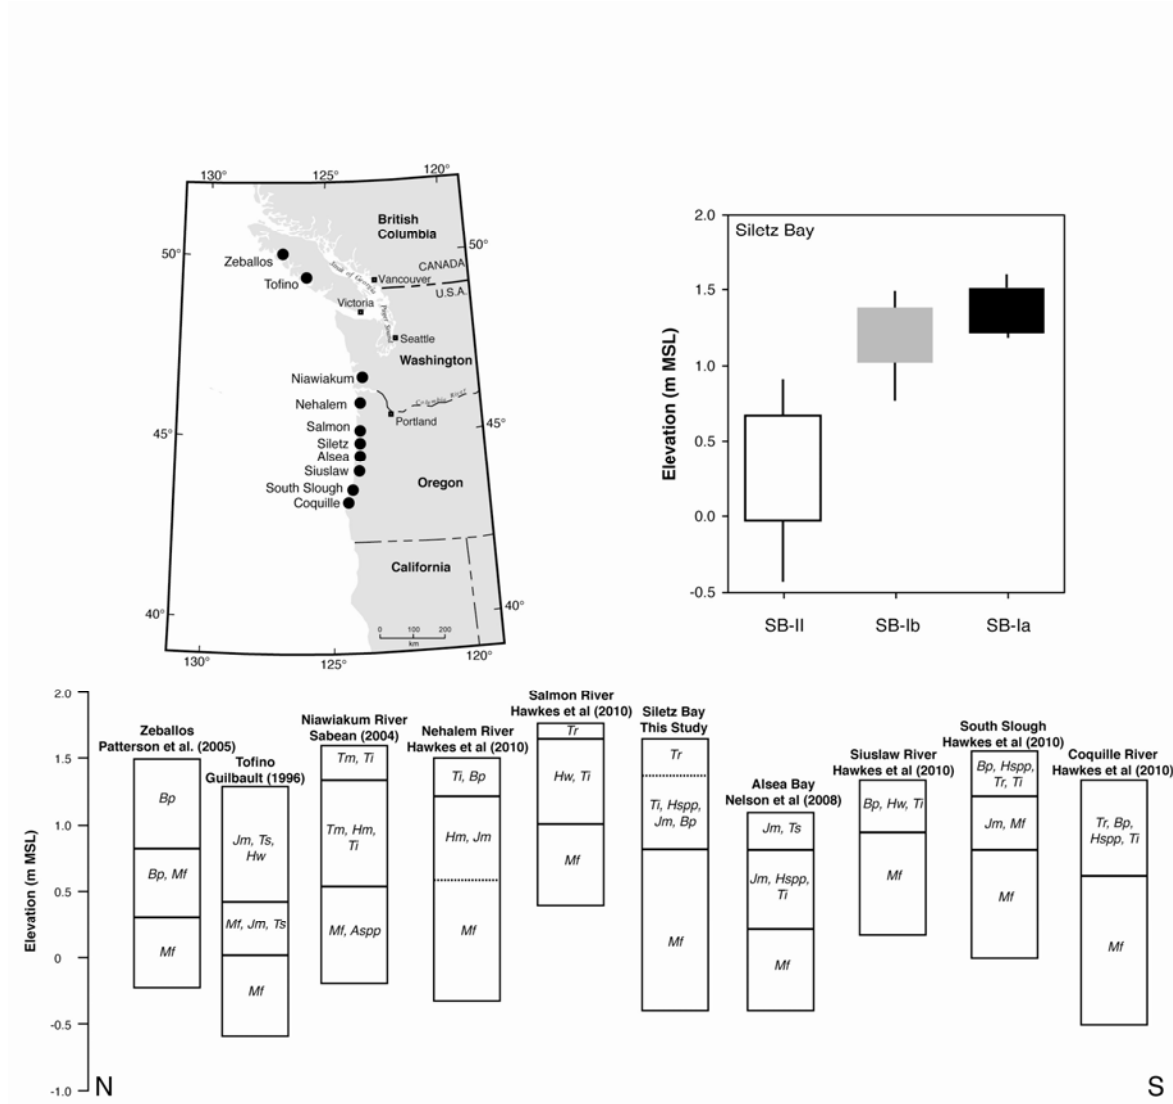 130°
125°
120°
British
Columbia
50°
50°
Zeballos
CANADA
Strait of Georgia
Vancouver
Tofino
U.S.A.
Victoria
Puget Sound
Seattle
Washington
Niawiakum
Nehalem
Columbia River
Portland
Salmon
45°
45°
Siletz
Alsea
Siuslaw
Oregon
South Slough
Coquille
California
40°
40°
0 100 200
km
130°
125°
120°
2.0
Siletz Bay
1.5
1.0
0.5
0.0
-0.5
Elevation (m MSL)
SB-II SB-Ib SB-Ia
2.0
1.5
1.0
0.5
0
-0.5
-1.0
Elevation (m MSL)
Zeballos
Patterson et al. (2005)
Bp
Bp, Mf
Mf
Tofino
Guilbault (1996)
Jm, Ts,
Hw
Mf, Jm, Ts
Mf
Niawiakum River
Sabean (2004)
Tm, Ti
Tm, Hm,
Ti
Mf, Aspp
Nehalem River
Hawkes et al (2010)
Ti, Bp
Hm, Jm
Mf
Salmon River
Hawkes et al (2010)
Tr
Hw, Ti
Mf
Siletz Bay
This Study
Tr
Ti, Hspp,
Jm, Bp
Mf
Alsea Bay
Nelson et al (2008)
Jm, Ts
Jm, Hspp,
Ti
Mf
Siuslaw River
Hawkes et al (2010)
Bp, Hw, Ti
Mf
South Slough
Hawkes et al (2010)
Bp, Hspp,
Tr, Ti
Jm, Mf
Mf
Coquille River
Hawkes et al (2010)
Tr, Bp,
Hspp, Ti
Mf
N
S